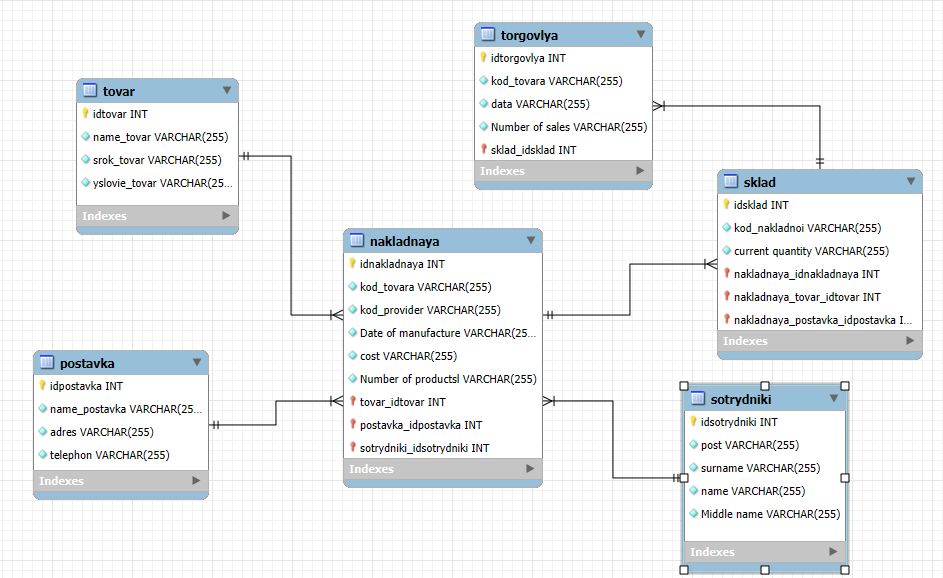 torgovlya
idtorgovlya INT
kod_tovara VARCHAR(255)
data VARCHAR(255)
Number of sales VARCHAR(255)
sklad_idsklad INT
Indexes
tovar
idtovar INT
name_tovar VARCHAR(255)
srok_tovar VARCHAR(255)
yslovie_tovar VARCHAR(25...
Indexes
sklad
idsklad INT
kod_nakladnoi VARCHAR(255)
current quantity VARCHAR(255)
nakladnaya_idnakladnaya INT
nakladnaya_tovar_idtovar INT
nakladnaya_postavka_idpostavka I...
Indexes
nakladnaya
idnakladnaya INT
kod_tovara VARCHAR(255)
kod_provider VARCHAR(255)
Date of manufacture VARCHAR(25...
cost VARCHAR(255)
Number of productsl VARCHAR(255)
tovar_idtovar INT
postavka_idpostavka INT
sotrydniki_idsotrydniki INT
Indexes
postavka
idpostavka INT
name_postavka VARCHAR(25...
adres VARCHAR(255)
telephon VARCHAR(255)
Indexes
sotrydniki
idsotrydniki INT
post VARCHAR(255)
surname VARCHAR(255)
name VARCHAR(255)
Middle name VARCHAR(255)
Indexes